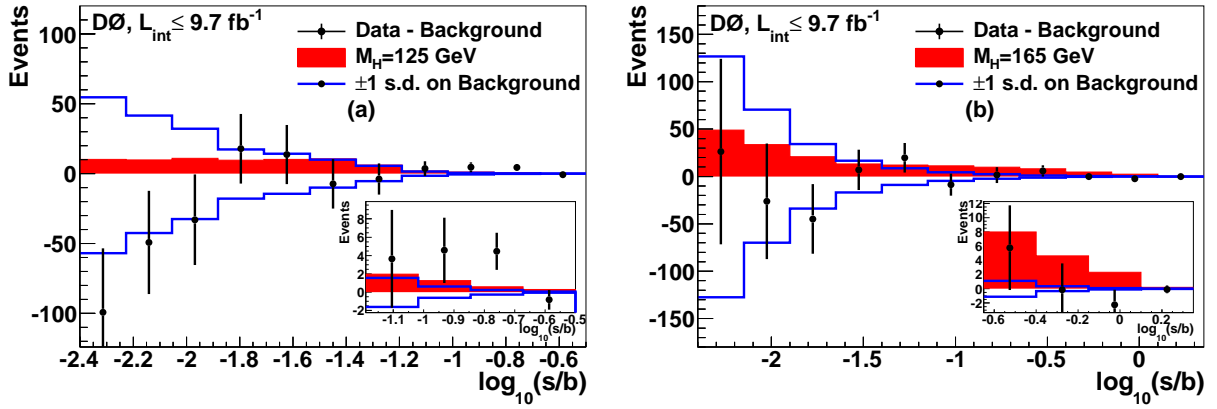 DØ, L_int ≤ 9.7 fb⁻¹
Data - Background
M_H=125 GeV
±1 s.d. on Background
(a)
Events
100
50
0
-50
-100
-2.4 -2.2 -2 -1.8 -1.6 -1.4 -1.2 -1 -0.8 -0.6
log₁₀(s/b)
Events
8
6
4
2
0
-2
-1.1 -1 -0.9 -0.8 -0.7 -0.6 -0.5
log₁₀(s/b)
DØ, L_int ≤ 9.7 fb⁻¹
Data - Background
M_H=165 GeV
±1 s.d. on Background
(b)
Events
150
100
50
0
-50
-100
-150
-2 -1.5 -1 -0.5 0
log₁₀(s/b)
Events
12
10
8
6
4
2
0
-2
-0.6 -0.4 -0.2 0 0.2
log₁₀(s/b)